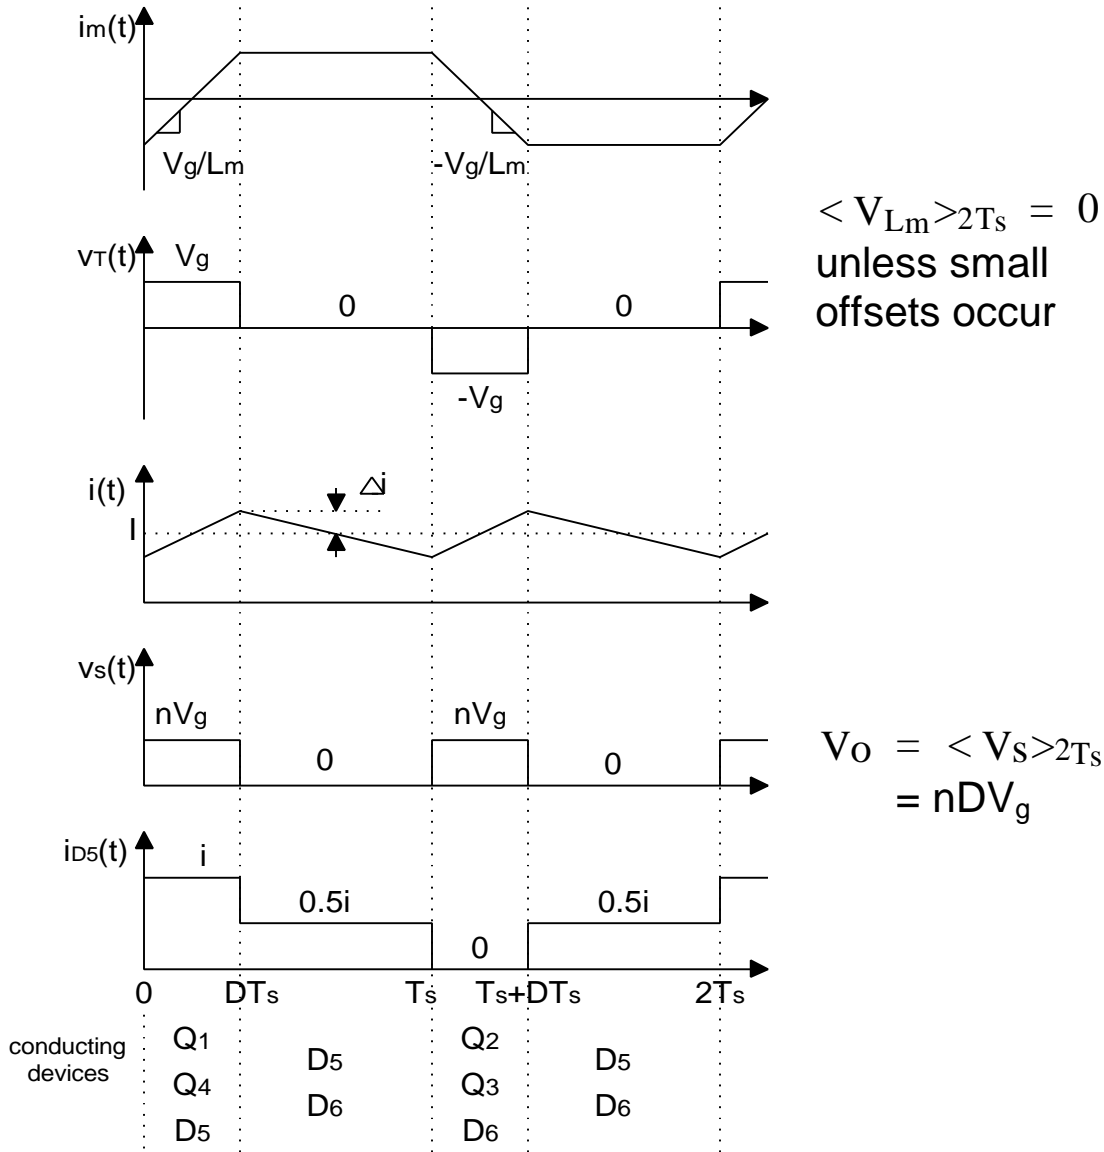 im(t)
Vg/Lm
-Vg/Lm
< VLm >2Ts = 0
unless small
offsets occur
vT(t)
Vg
0
0
-Vg
i(t)
Δi
I
vs(t)
nVg
nVg
0
0
Vo = < Vs >2Ts
= nDVg
iD5(t)
i
0.5i
0.5i
0
0 DTs Ts Ts+DTs 2Ts
conducting
devices
Q1
Q4
D5
D5
D6
Q2
Q3
D6
D5
D6